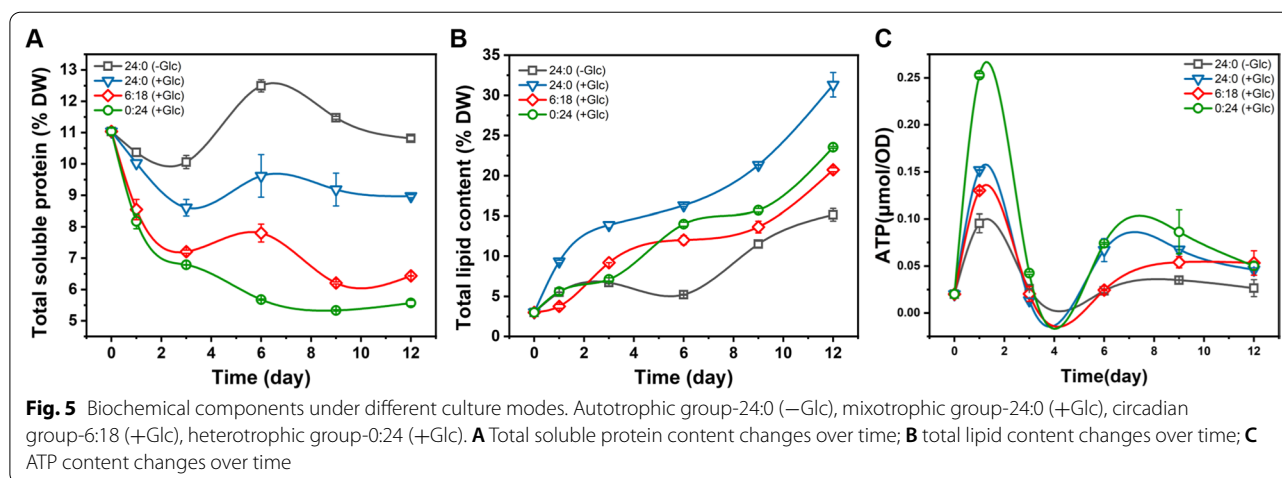 A
24:0 (-Glc)
24:0 (+Glc)
6:18 (+Glc)
0:24 (+Glc)
Total soluble protein (% DW)
13
12
11
10
9
8
7
6
5
0 2 4 6 8 10 12
Time (day)
B
24:0 (-Glc)
24:0 (+Glc)
6:18 (+Glc)
0:24 (+Glc)
Total lipid content (% DW)
35
30
25
20
15
10
5
0
0 2 4 6 8 10 12
Time (day)
C
24:0 (-Glc)
24:0 (+Glc)
6:18 (+Glc)
0:24 (+Glc)
ATP(μmol/OD)
0.25
0.20
0.15
0.10
0.05
0.00
0 2 4 6 8 10 12
Time(day)
Fig. 5 Biochemical components under different culture modes. Autotrophic group-24:0 (−Glc), mixotrophic group-24:0 (+Glc), circadian
group-6:18 (+Glc), heterotrophic group-0:24 (+Glc). A Total soluble protein content changes over time; B total lipid content changes over time; C
ATP content changes over time